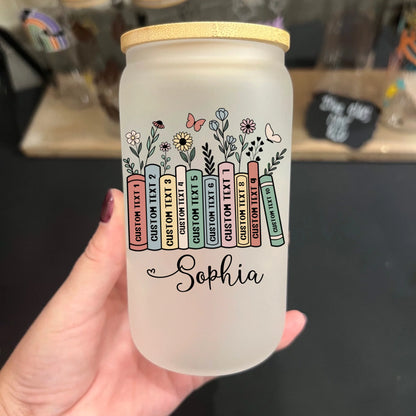 CUSTOM TEXT 1
CUSTOM TEXT 2
CUSTOM TEXT 3
CUSTOM TEXT 4
CUSTOM TEXT 5
CUSTOM TEXT 6
CUSTOM TEXT 7
CUSTOM TEXT 8
CUSTOM TEXT 9
CUSTOM TEXT 10
Sophia